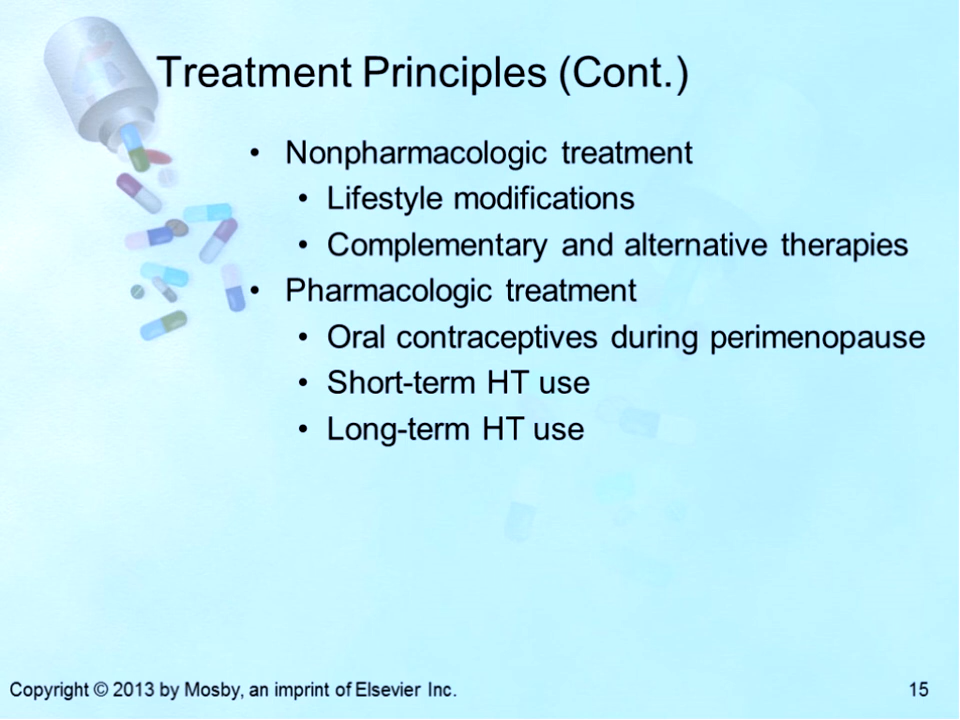 Treatment Principles (Cont.)
• Nonpharmacologic treatment
• Lifestyle modifications
• Complementary and alternative therapies
• Pharmacologic treatment
• Oral contraceptives during perimenopause
• Short-term HT use
• Long-term HT use
Copyright © 2013 by Mosby, an imprint of Elsevier Inc.
15